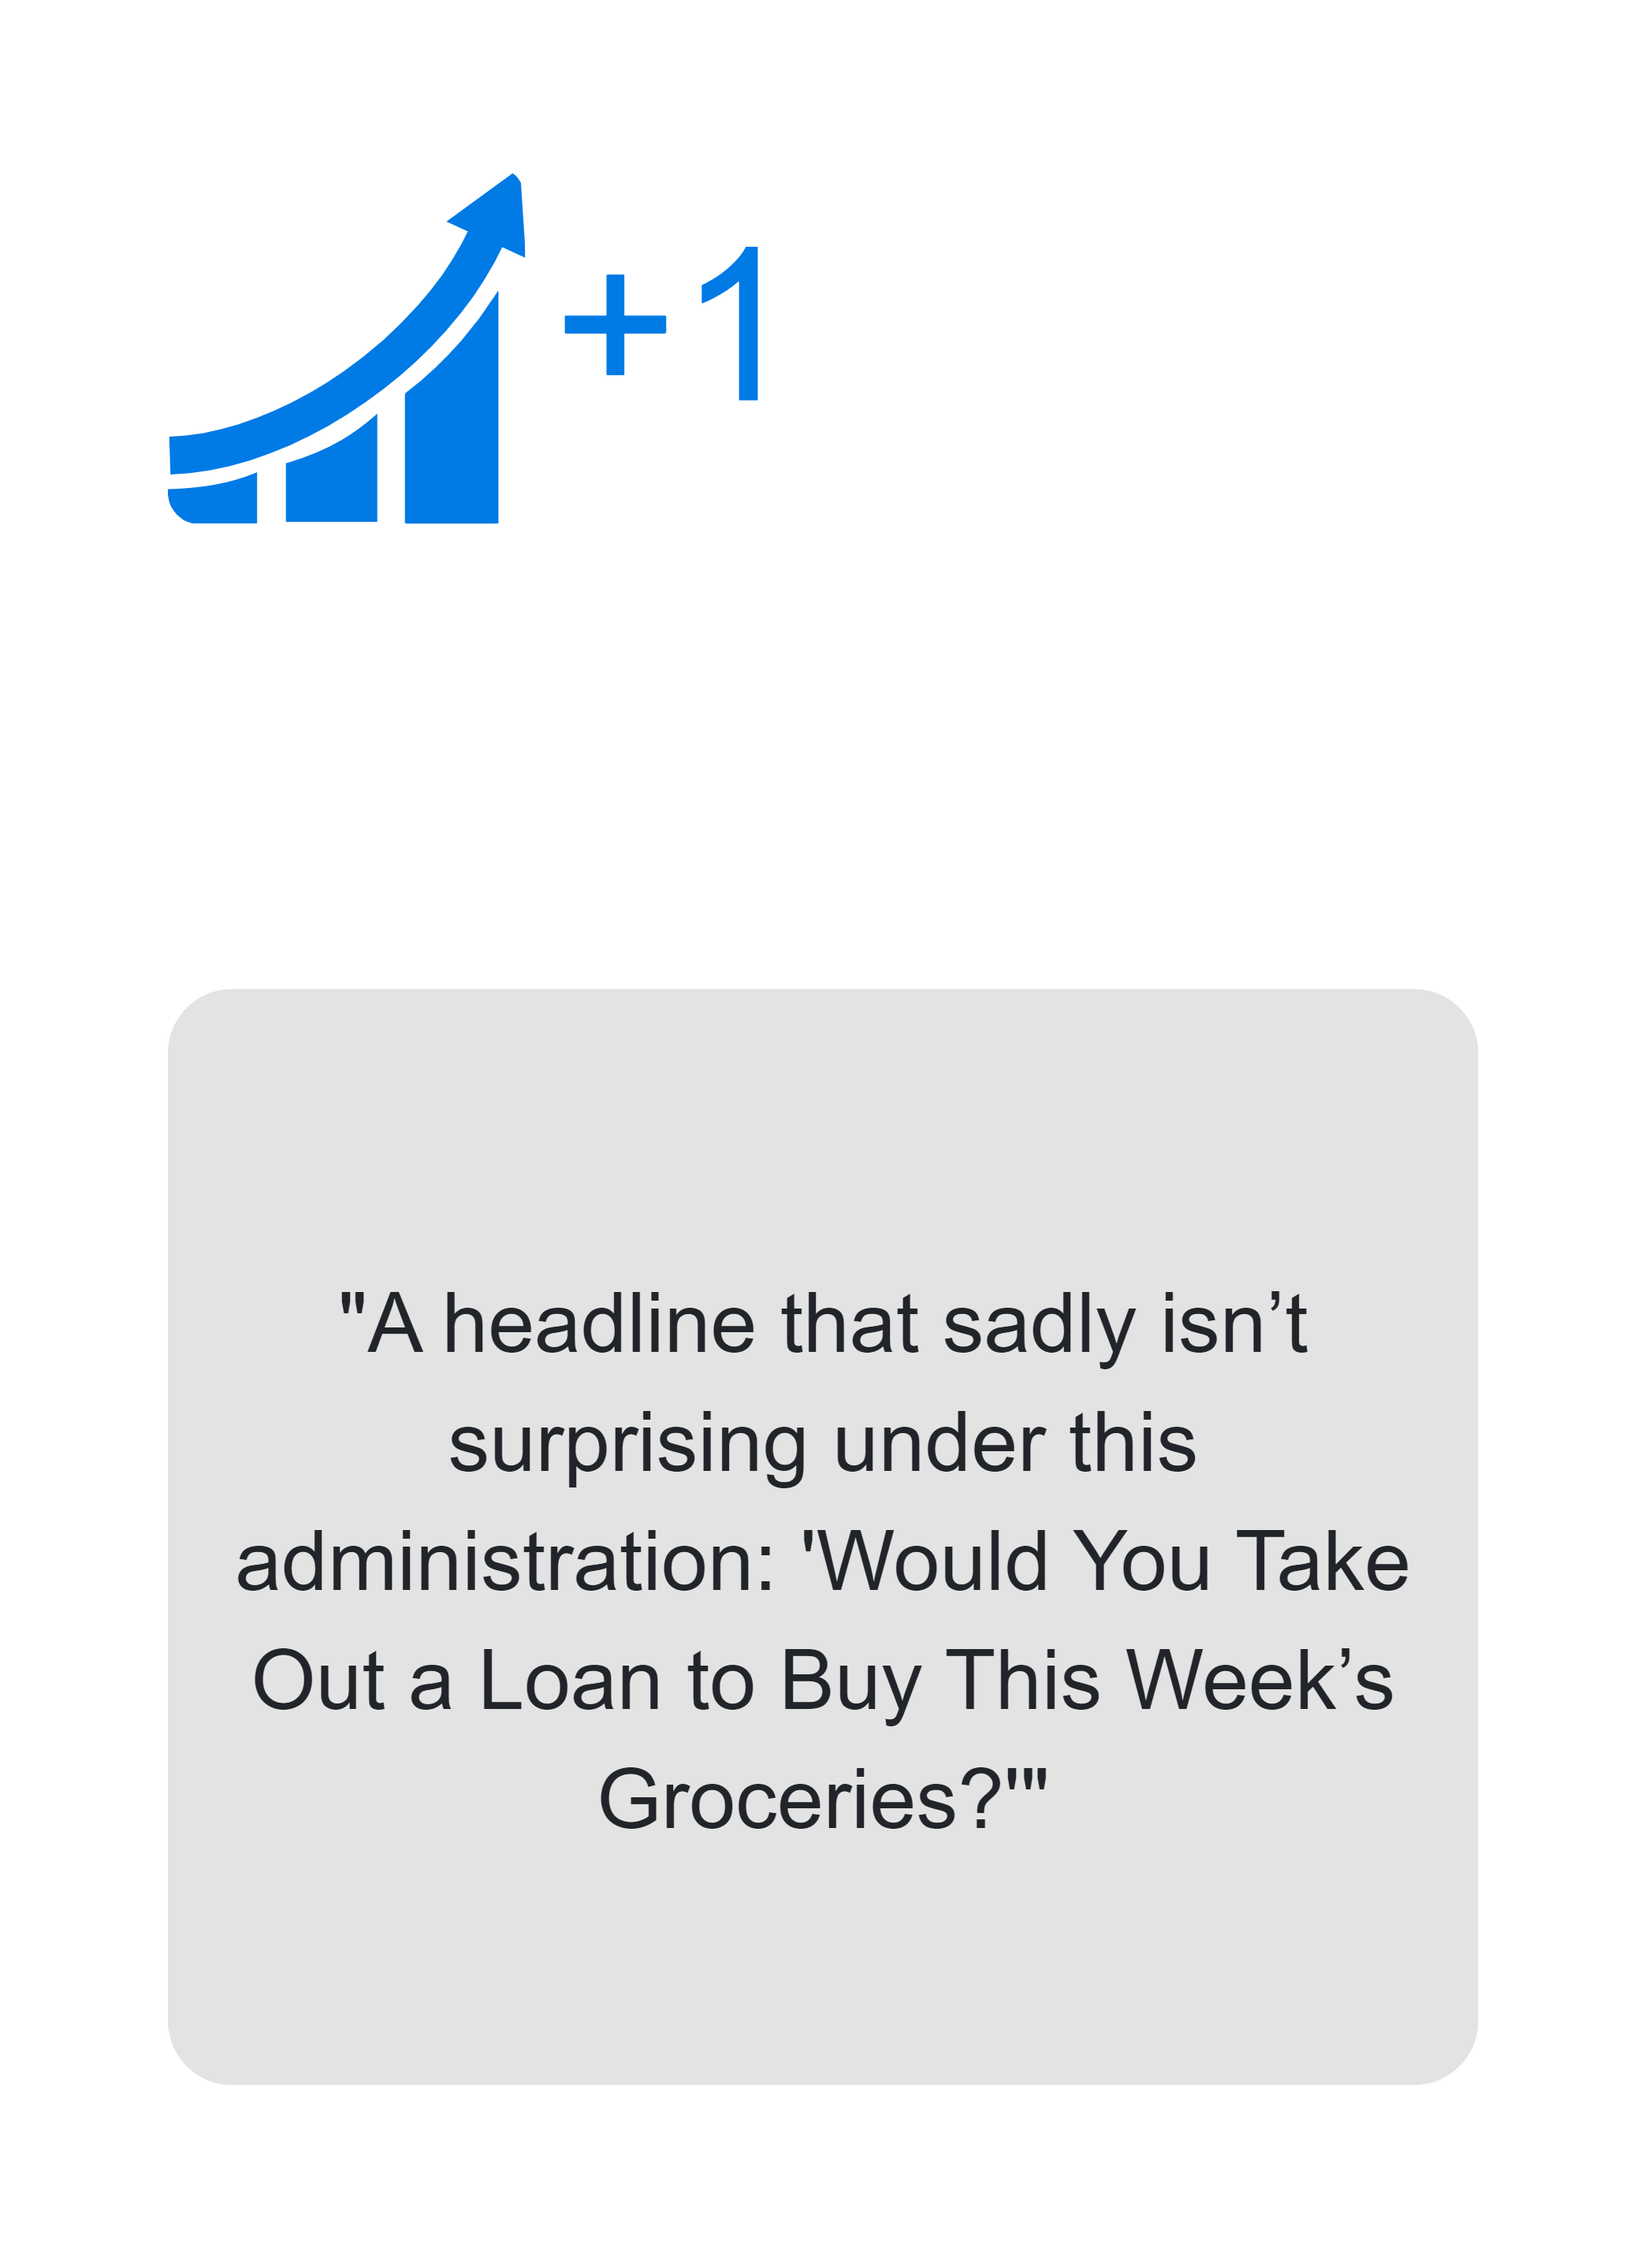 +1
"A headline that sadly isn’t
surprising under this
administration: 'Would You Take
Out a Loan to Buy This Week’s
Groceries?'"